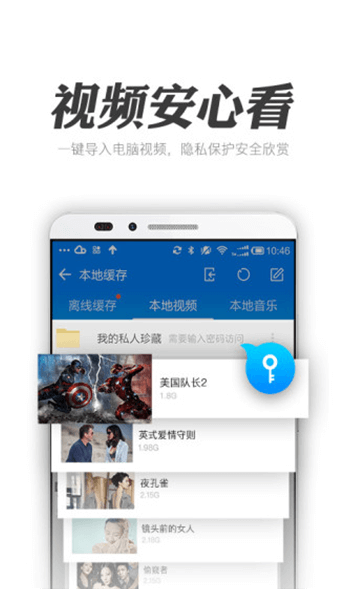 视频安心看
一键导入电脑视频，隐私保护安全欣赏
10:46
本地缓存
离线缓存
本地视频
本地音乐
我的私人珍藏 需要输入密码访问
美国队长2
1.8G
英式爱情守则
1.98G
夜孔雀
2.15G
镜头前的女人
2.15G
偷窥者
2.15G